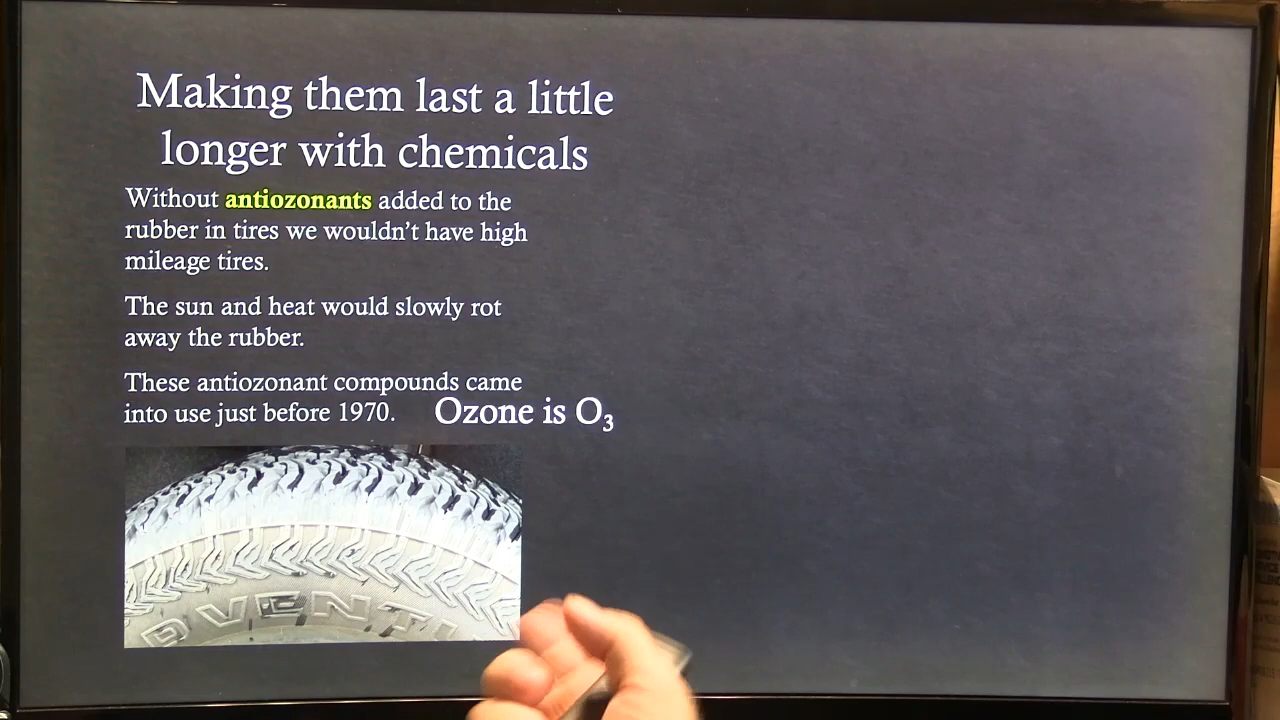 Making them last a little
longer with chemicals
Without antiozonants added to the
rubber in tires we wouldn't have high
mileage tires.
The sun and heat would slowly rot
away the rubber.
These antiozonant compounds came
into use just before 1970.
Ozone is O₃
DVENT